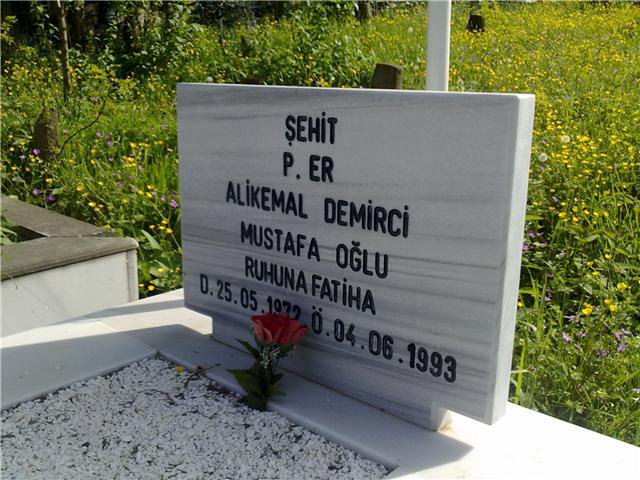 ŞEHİT
P. ER
ALİKEMAL DEMİRCİ
MUSTAFA OĞLU
RUHUNA FATİHA
D. 25.05.1972 Ö. 04.06.1993